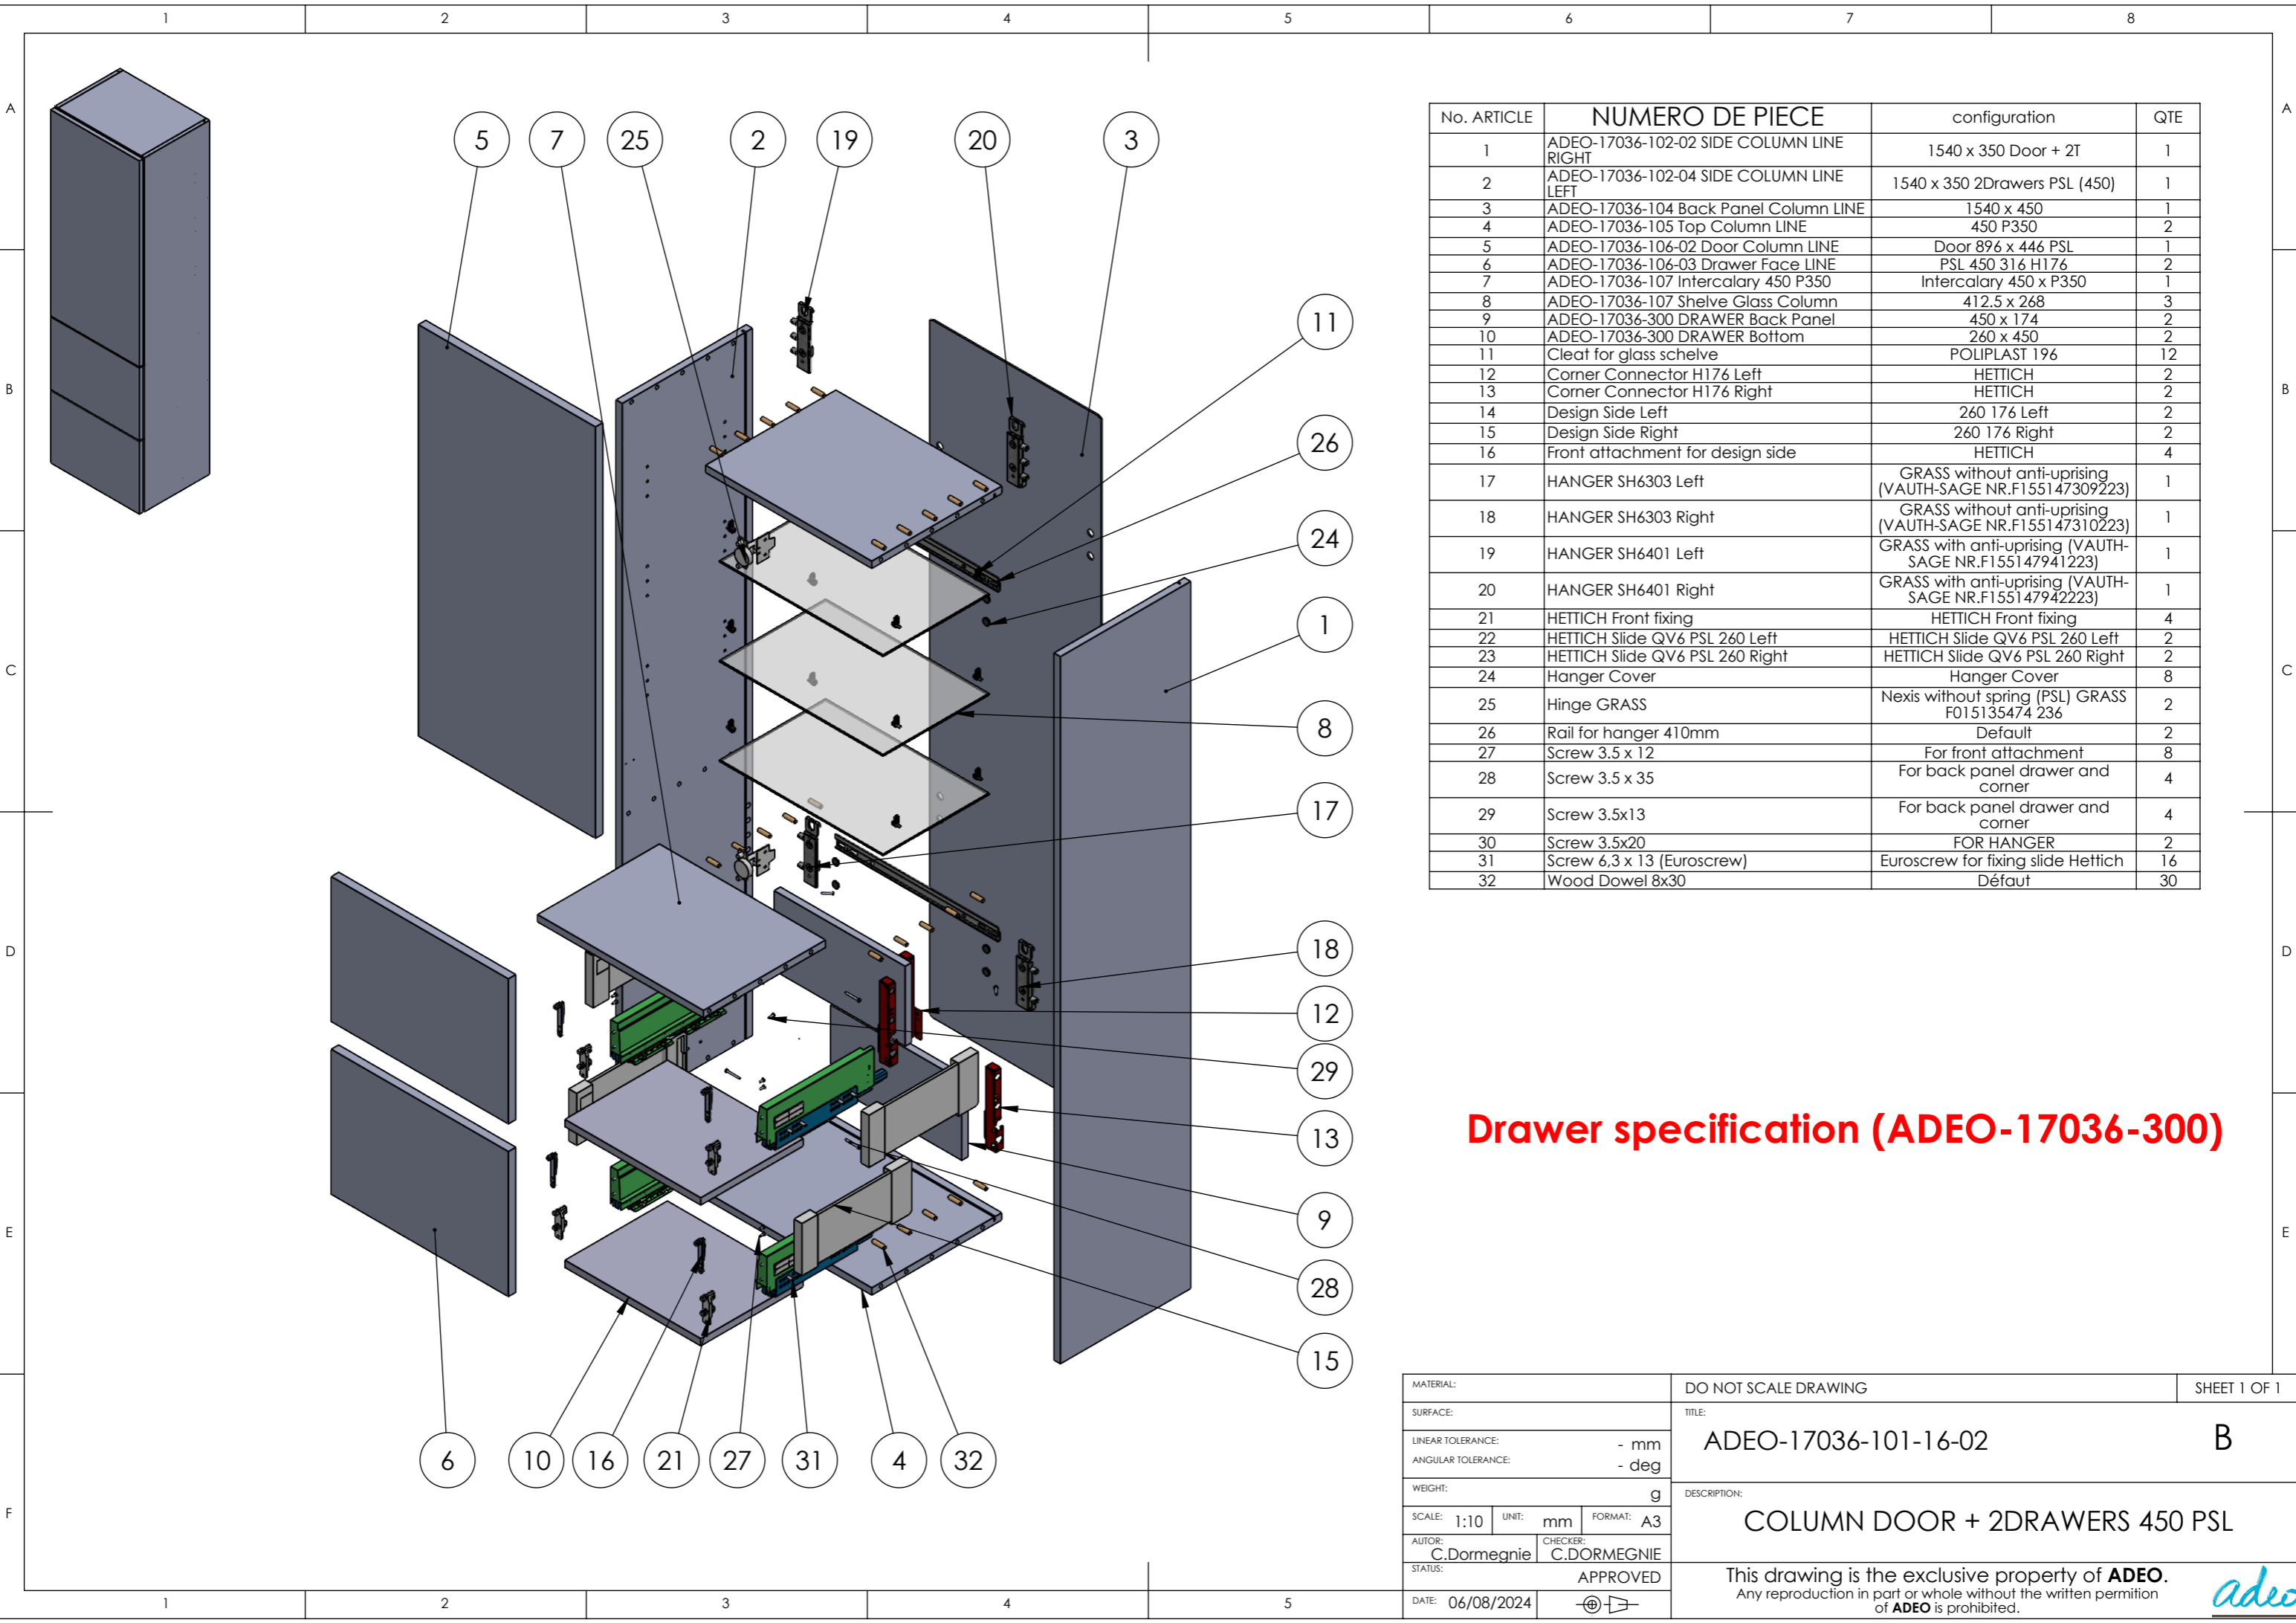 1 2 3 4 5 6 7 8
A A
B B
C C
D D
E E
F
5 7 25 2 19 20 3
11
26
24
1
8
17
18
12
29
13
9
28
15
6 10 16 21 27 31 4 32
No. ARTICLE NUMERO DE PIECE configuration QTE
1 ADEO-17036-102-02 SIDE COLUMN LINE RIGHT 1540 x 350 Door + 2T 1
2 ADEO-17036-102-04 SIDE COLUMN LINE LEFT 1540 x 350 2Drawers PSL (450) 1
3 ADEO-17036-104 Back Panel Column LINE 1540 x 450 1
4 ADEO-17036-105 Top Column LINE 450 P350 2
5 ADEO-17036-106-02 Door Column LINE Door 896 x 446 PSL 1
6 ADEO-17036-106-03 Drawer Face LINE PSL 450 316 H176 2
7 ADEO-17036-107 Intercalary 450 P350 Intercalary 450 x P350 1
8 ADEO-17036-107 Shelve Glass Column 412.5 x 268 3
9 ADEO-17036-300 DRAWER Back Panel 450 x 174 2
10 ADEO-17036-300 DRAWER Bottom 260 x 450 2
11 Cleat for glass schelve POLIPLAST 196 12
12 Corner Connector H176 Left HETTICH 2
13 Corner Connector H176 Right HETTICH 2
14 Design Side Left 260 176 Left 2
15 Design Side Right 260 176 Right 2
16 Front attachment for design side HETTICH 4
17 HANGER SH6303 Left GRASS without anti-uprising (VAUTH-SAGE NR.F155147309223) 1
18 HANGER SH6303 Right GRASS without anti-uprising (VAUTH-SAGE NR.F155147310223) 1
19 HANGER SH6401 Left GRASS with anti-uprising (VAUTH-SAGE NR.F155147941223) 1
20 HANGER SH6401 Right GRASS with anti-uprising (VAUTH-SAGE NR.F155147942223) 1
21 HETTICH Front fixing HETTICH Front fixing 4
22 HETTICH Slide QV6 PSL 260 Left HETTICH Slide QV6 PSL 260 Left 2
23 HETTICH Slide QV6 PSL 260 Right HETTICH Slide QV6 PSL 260 Right 2
24 Hanger Cover Hanger Cover 8
25 Hinge GRASS Nexis without spring (PSL) GRASS F015135474 236 2
26 Rail for hanger 410mm Default 2
27 Screw 3.5 x 12 For front attachment 8
28 Screw 3.5 x 35 For back panel drawer and corner 4
29 Screw 3.5x13 For back panel drawer and corner 4
30 Screw 3.5x20 FOR HANGER 2
31 Screw 6,3 x 13 (Euroscrew) Euroscrew for fixing slide Hettich 16
32 Wood Dowel 8x30 Défaut 30
Drawer specification (ADEO-17036-300)
MATERIAL: DO NOT SCALE DRAWING SHEET 1 OF 1
SURFACE: TITLE:
LINEAR TOLERANCE: - mm ADEO-17036-101-16-02 B
ANGULAR TOLERANCE: - deg
WEIGHT: g DESCRIPTION:
SCALE: 1:10 UNIT: mm FORMAT: A3 COLUMN DOOR + 2DRAWERS 450 PSL
AUTOR: C.Dormegnie CHECKER: C.DORMEGNIE
STATUS: APPROVED This drawing is the exclusive property of ADEO.
Any reproduction in part or whole without the written permition
DATE: 06/08/2024 of ADEO is prohibited.
adeo
1 2 3 4 5